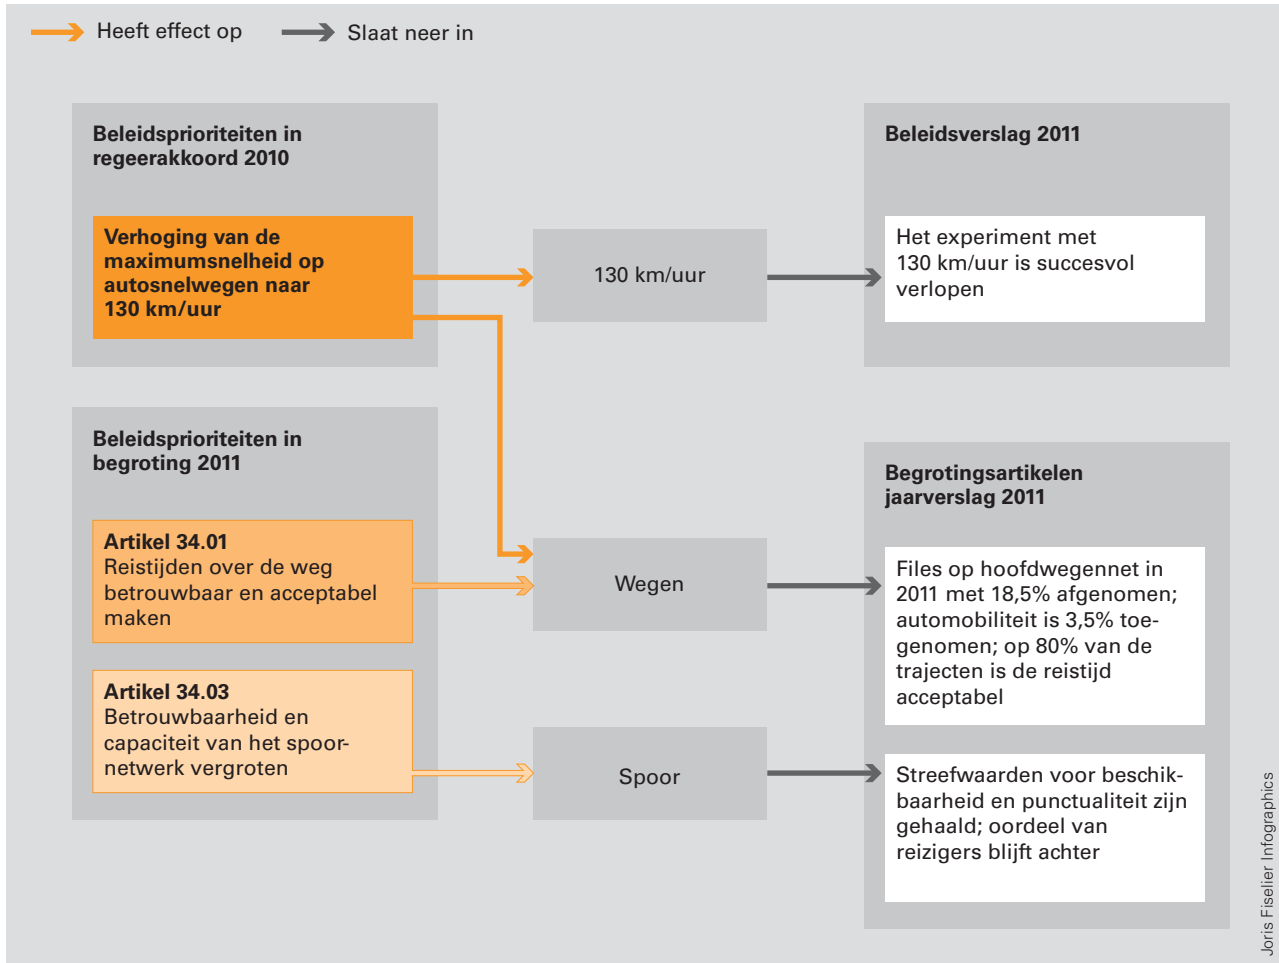 Heeft effect op
Slaat neer in
Beleidsprioriteiten in
regeerakkoord 2010
Verhoging van de
maximumsnelheid op
autosnelwegen naar
130 km/uur
130 km/uur
Beleidsverslag 2011
Het experiment met
130 km/uur is succesvol
verlopen
Beleidsprioriteiten in
begroting 2011
Artikel 34.01
Reistijden over de weg
betrouwbaar en acceptabel
maken
Artikel 34.03
Betrouwbaarheid en
capaciteit van het spoor-
netwerk vergroten
Wegen
Spoor
Begrotingsartikelen
jaarverslag 2011
Files op hoofdwegennet in
2011 met 18,5% afgenomen;
automobiliteit is 3,5% toe-
genomen; op 80% van de
trajecten is de reistijd
acceptabel
Streefwaarden voor beschik-
baarheid en punctualiteit zijn
gehaald; oordeel van
reizigers blijft achter
Joris Fiselier Infographics